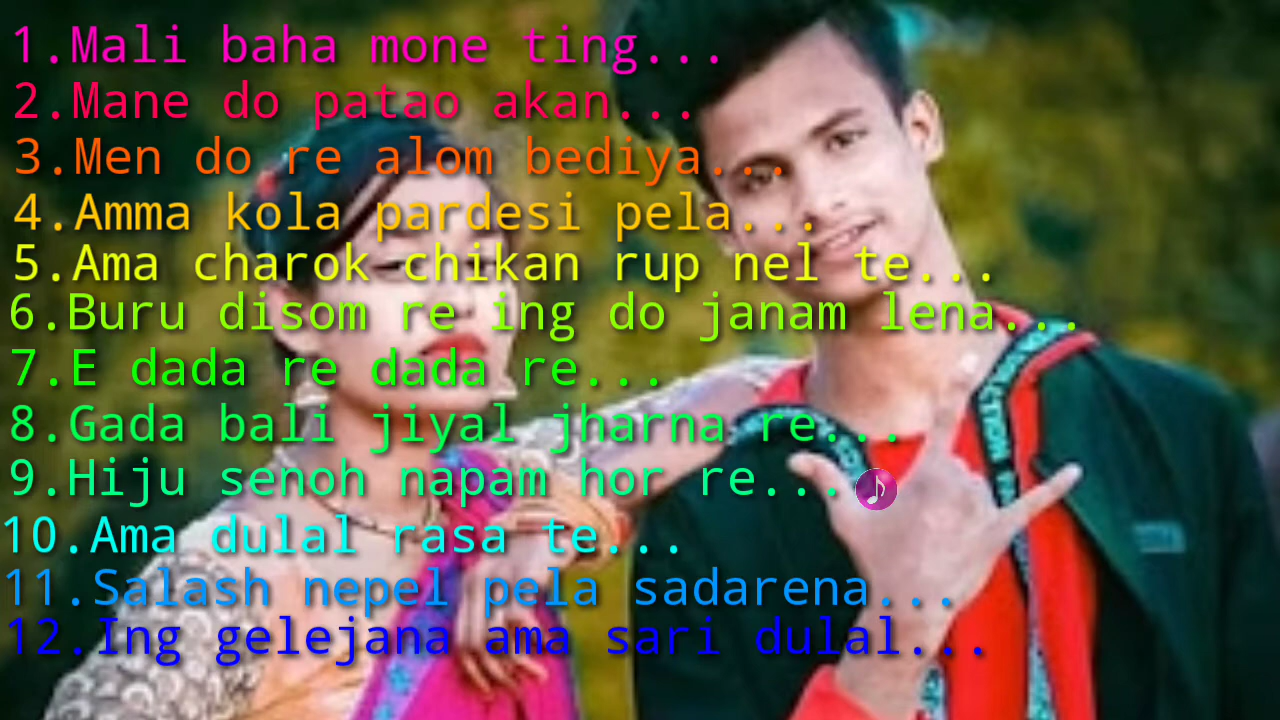 1.Mali baha mone ting...
2.Mane do patao akan...
3.Men do re alom bediya...
4.Amma kola pardesi pela...
5.Ama charok chikan rup nel te...
6.Buru disom re ing do janam lena...
7.E dada re dada re...
8.Gada bali jiyal jharna re...
9.Hiju senoh napam hor re...
10.Ama dulal rasa te...
11.Salash nepel pela sadarena...
12.Ing gelejana ama sari dulal...